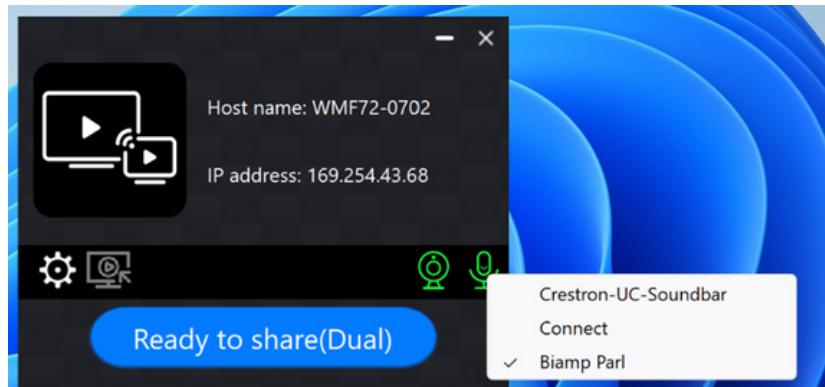 Host name: WMF72-0702
IP address: 169.254.43.68
Ready to share(Dual)
Crestron-UC-Soundbar
Connect
Biamp Parl